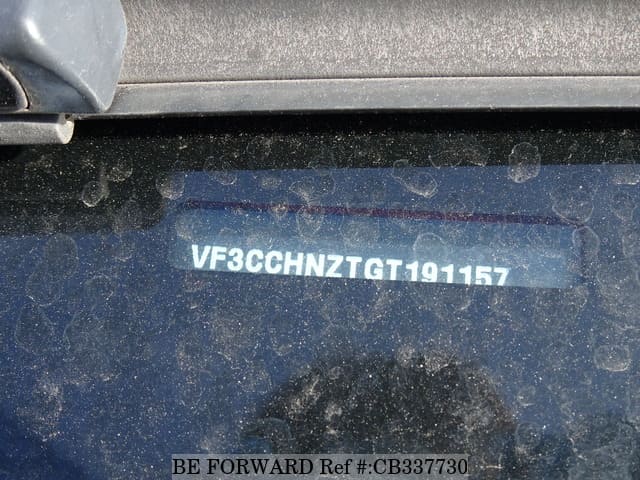 VF3CCHNZTGT191157
BE FORWARD Ref #:CB337730